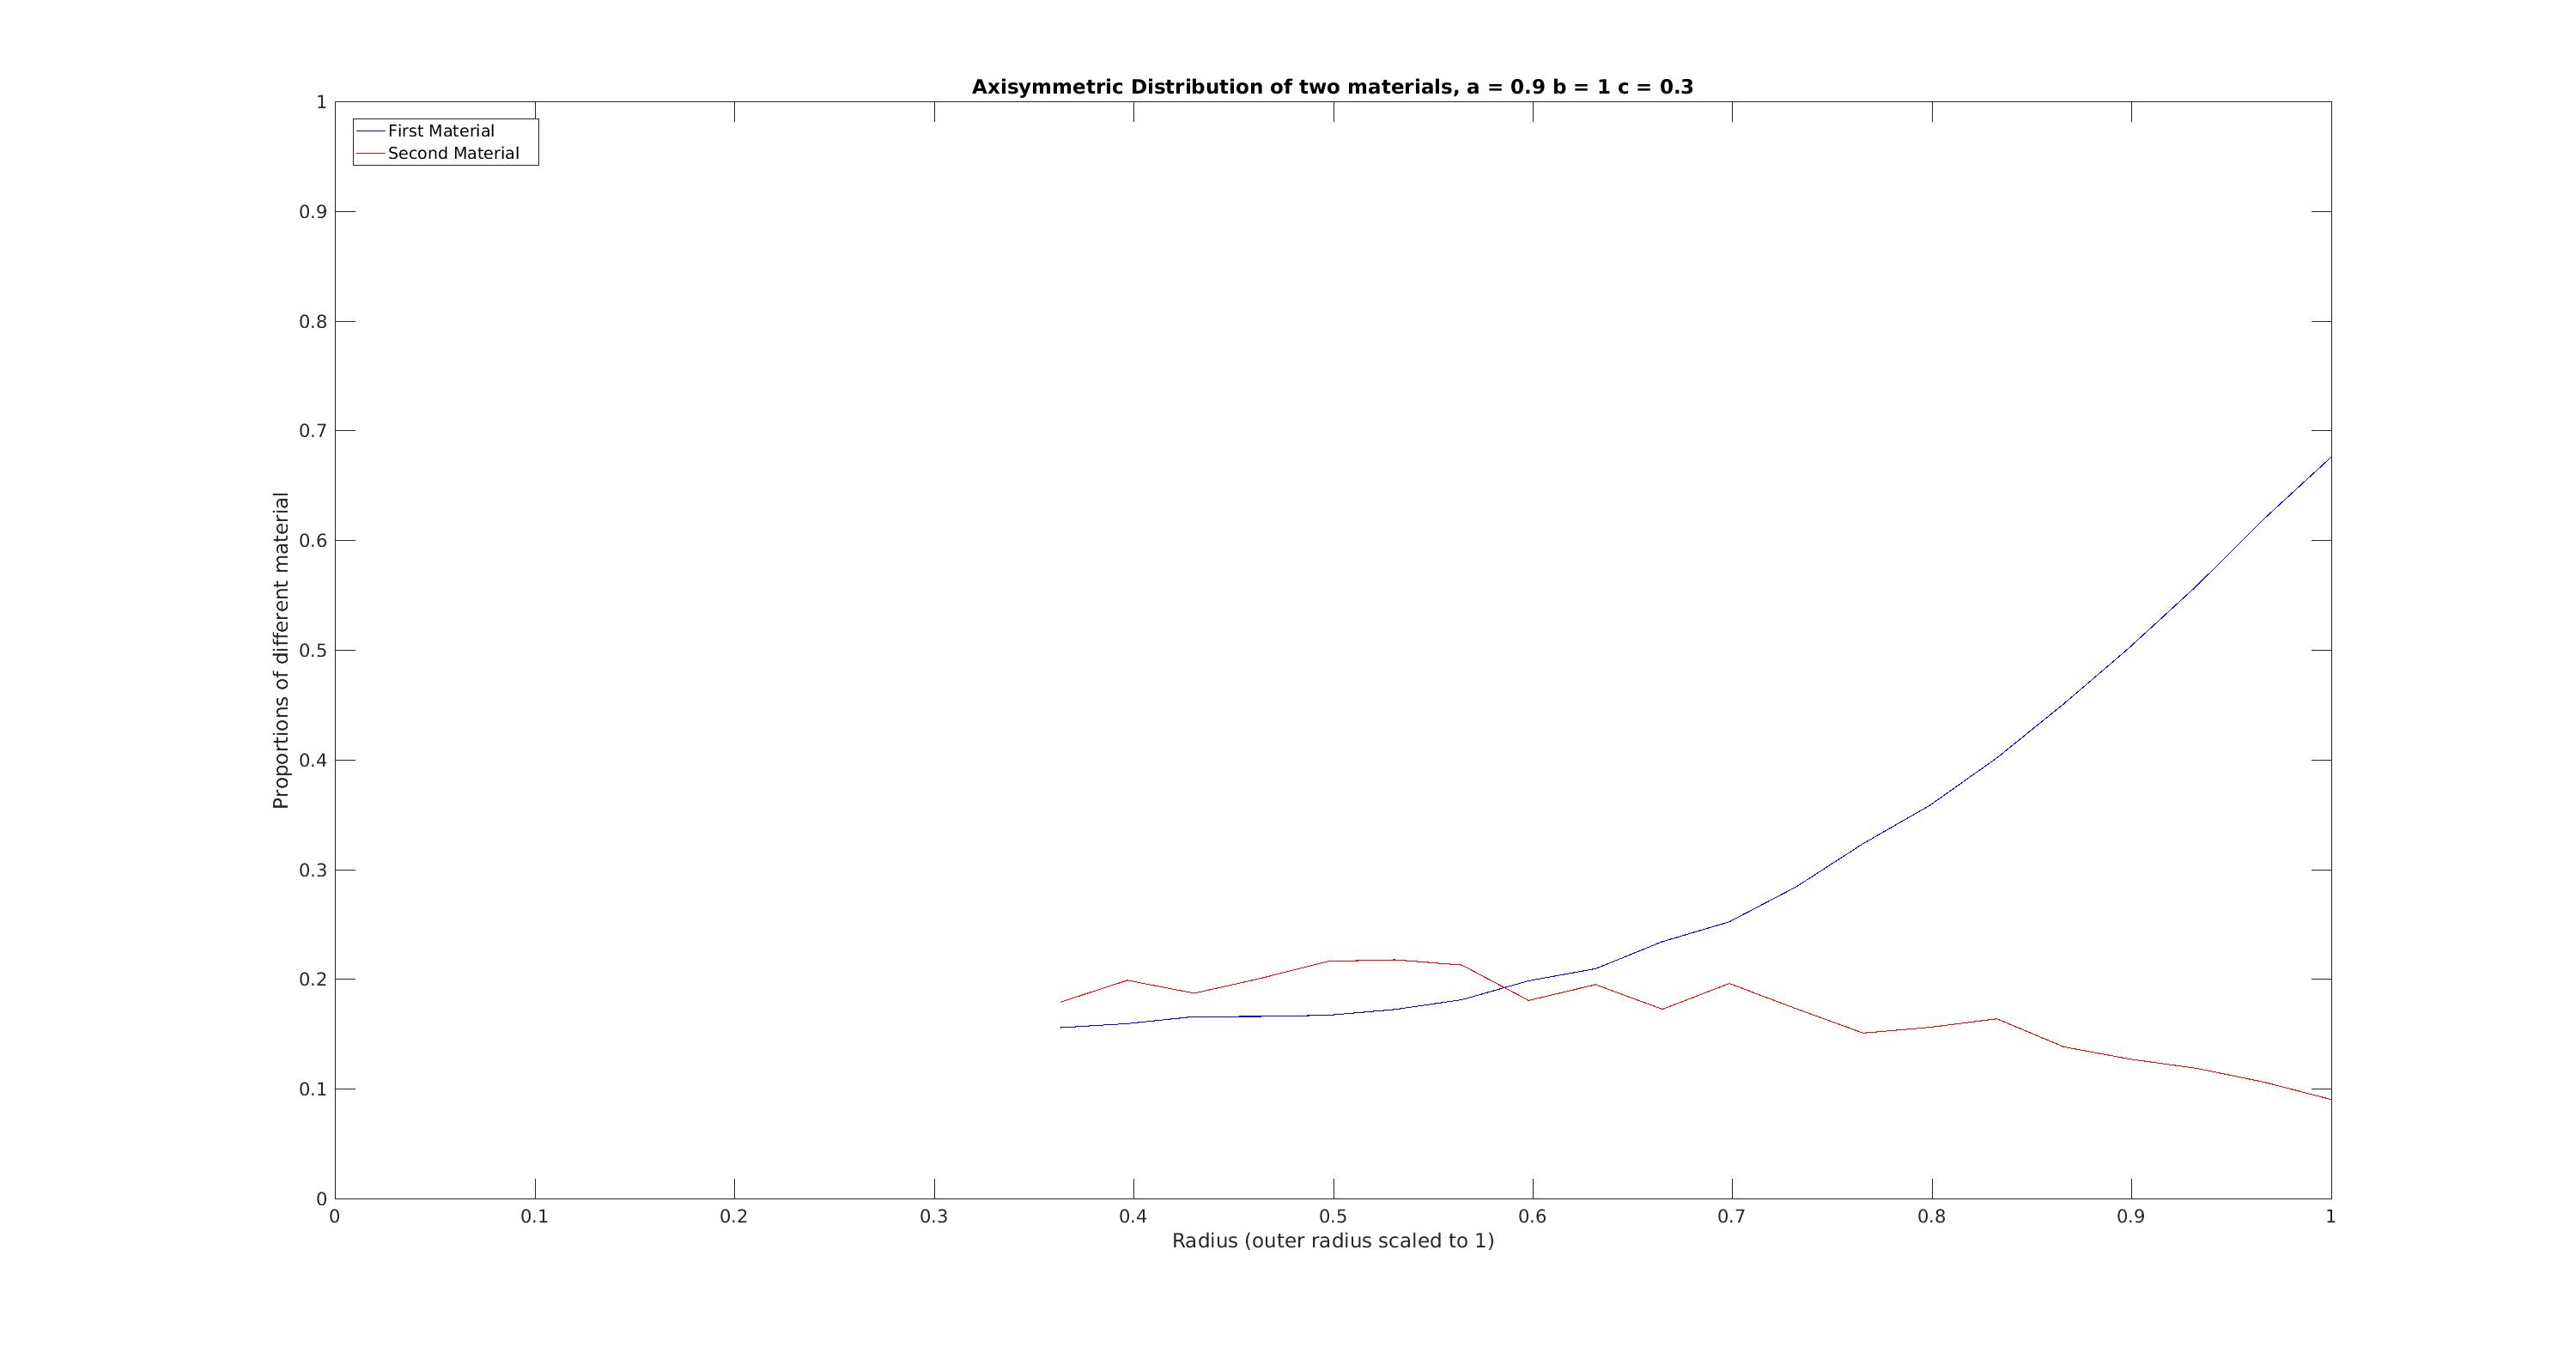 Axisymmetric Distribution of two materials, a = 0.9 b = 1 c = 0.3
First Material
Second Material
1
0.9
0.8
0.7
0.6
0.5
0.4
0.3
0.2
0.1
0
Proportions of different material
0 0.1 0.2 0.3 0.4 0.5 0.6 0.7 0.8 0.9 1
Radius (outer radius scaled to 1)